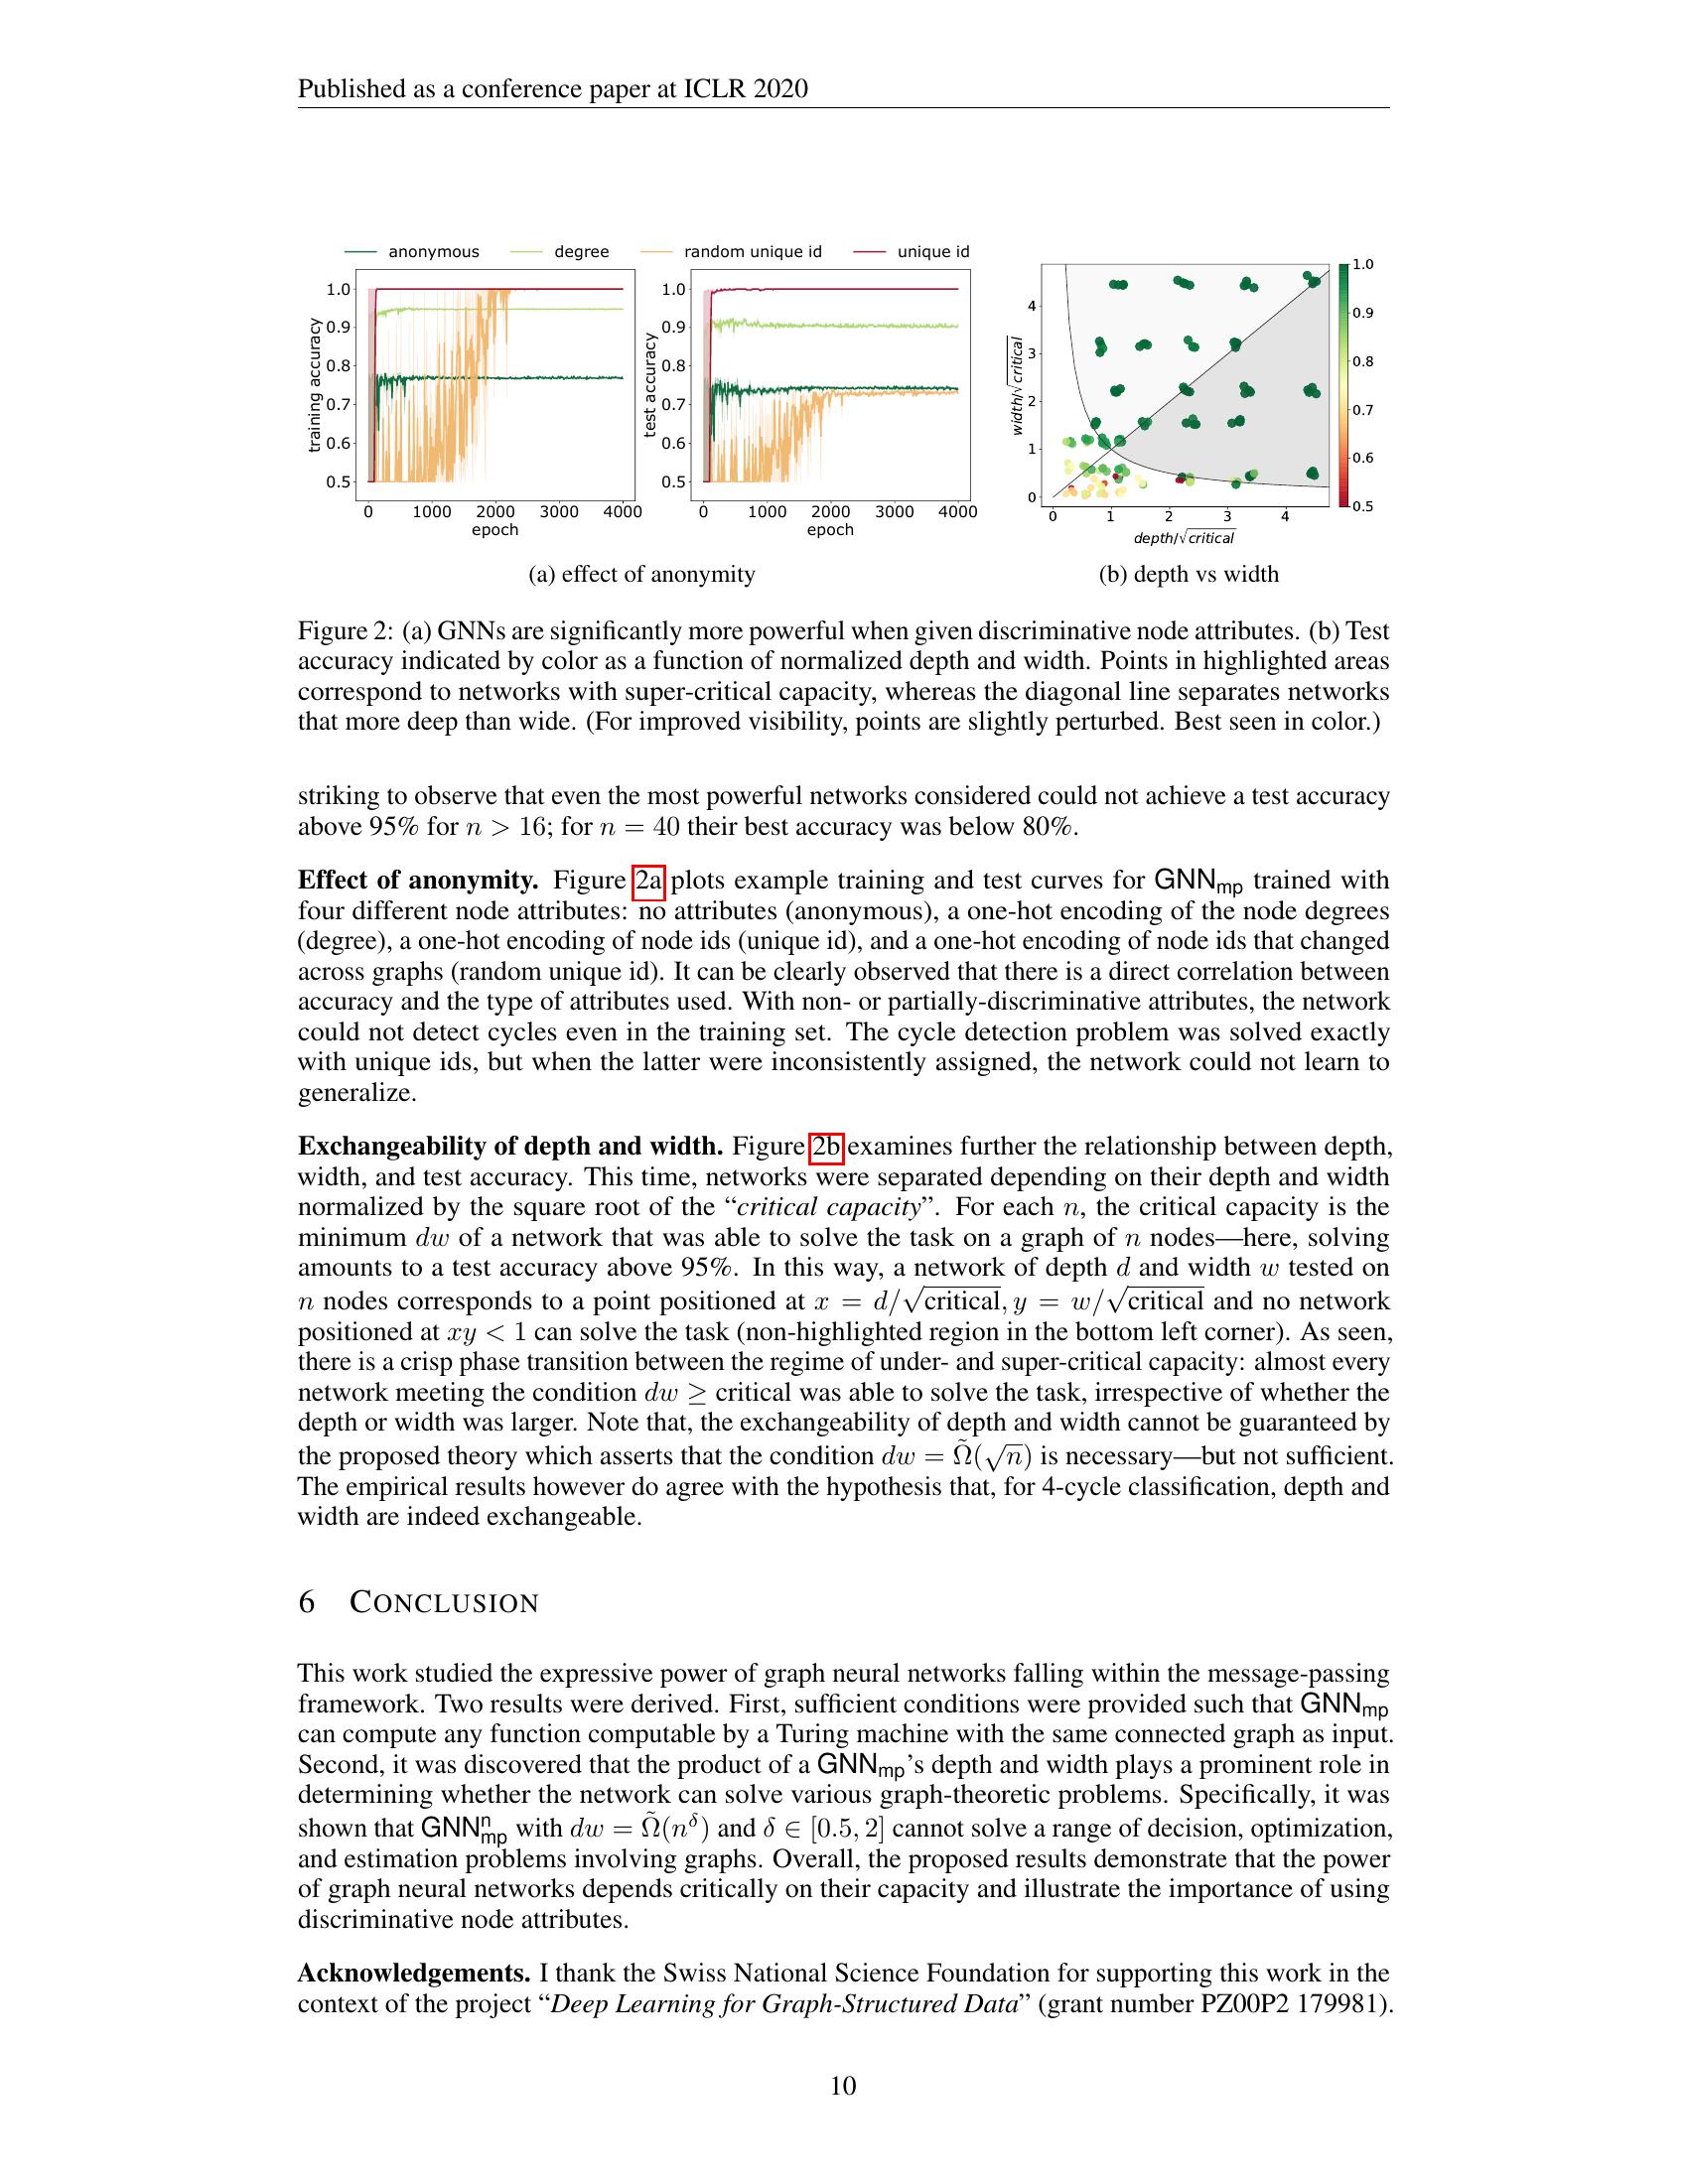 Published as a conference paper at ICLR 2020
anonymous degree random unique id unique id
training accuracy
1.0
0.9
0.8
0.7
0.6
0.5
0 1000 2000 3000 4000
epoch
test accuracy
1.0
0.9
0.8
0.7
0.6
0.5
0 1000 2000 3000 4000
epoch
(a) effect of anonymity
width/√critical
4
3
2
1
0
0 1 2 3 4
depth/√critical
1.0
0.9
0.8
0.7
0.6
0.5
(b) depth vs width
Figure 2: (a) GNNs are significantly more powerful when given discriminative node attributes. (b) Test
accuracy indicated by color as a function of normalized depth and width. Points in highlighted areas
correspond to networks with super-critical capacity, whereas the diagonal line separates networks
that more deep than wide. (For improved visibility, points are slightly perturbed. Best seen in color.)
striking to observe that even the most powerful networks considered could not achieve a test accuracy
above 95% for n > 16; for n = 40 their best accuracy was below 80%.
Effect of anonymity. Figure 2a plots example training and test curves for GNNmp trained with
four different node attributes: no attributes (anonymous), a one-hot encoding of the node degrees
(degree), a one-hot encoding of node ids (unique id), and a one-hot encoding of node ids that changed
across graphs (random unique id). It can be clearly observed that there is a direct correlation between
accuracy and the type of attributes used. With non- or partially-discriminative attributes, the network
could not detect cycles even in the training set. The cycle detection problem was solved exactly
with unique ids, but when the latter were inconsistently assigned, the network could not learn to
generalize.
Exchangeability of depth and width. Figure 2b examines further the relationship between depth,
width, and test accuracy. This time, networks were separated depending on their depth and width
normalized by the square root of the “critical capacity”. For each n, the critical capacity is the
minimum dw of a network that was able to solve the task on a graph of n nodes—here, solving
amounts to a test accuracy above 95%. In this way, a network of depth d and width w tested on
n nodes corresponds to a point positioned at x = d/√critical, y = w/√critical and no network
positioned at xy < 1 can solve the task (non-highlighted region in the bottom left corner). As seen,
there is a crisp phase transition between the regime of under- and super-critical capacity: almost every
network meeting the condition dw ≥ critical was able to solve the task, irrespective of whether the
depth or width was larger. Note that, the exchangeability of depth and width cannot be guaranteed by
the proposed theory which asserts that the condition dw = Ω̃(√n) is necessary—but not sufficient.
The empirical results however do agree with the hypothesis that, for 4-cycle classification, depth and
width are indeed exchangeable.
6 CONCLUSION
This work studied the expressive power of graph neural networks falling within the message-passing
framework. Two results were derived. First, sufficient conditions were provided such that GNNmp
can compute any function computable by a Turing machine with the same connected graph as input.
Second, it was discovered that the product of a GNNmp’s depth and width plays a prominent role in
determining whether the network can solve various graph-theoretic problems. Specifically, it was
shown that GNNⁿmp with dw = Ω̃(n^δ) and δ ∈ [0.5, 2] cannot solve a range of decision, optimization,
and estimation problems involving graphs. Overall, the proposed results demonstrate that the power
of graph neural networks depends critically on their capacity and illustrate the importance of using
discriminative node attributes.
Acknowledgements. I thank the Swiss National Science Foundation for supporting this work in the
context of the project “Deep Learning for Graph-Structured Data” (grant number PZ00P2 179981).
10